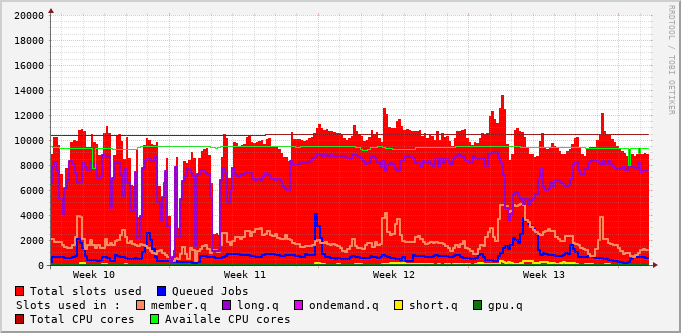 20000
18000
16000
14000
12000
10000
8000
6000
4000
2000
0
Week 10 Week 11 Week 12 Week 13
RRDTOOL / TOBI OETIKER
Total slots used Queued Jobs
Slots used in : member.q long.q ondemand.q short.q gpu.q
Total CPU cores Availale CPU cores